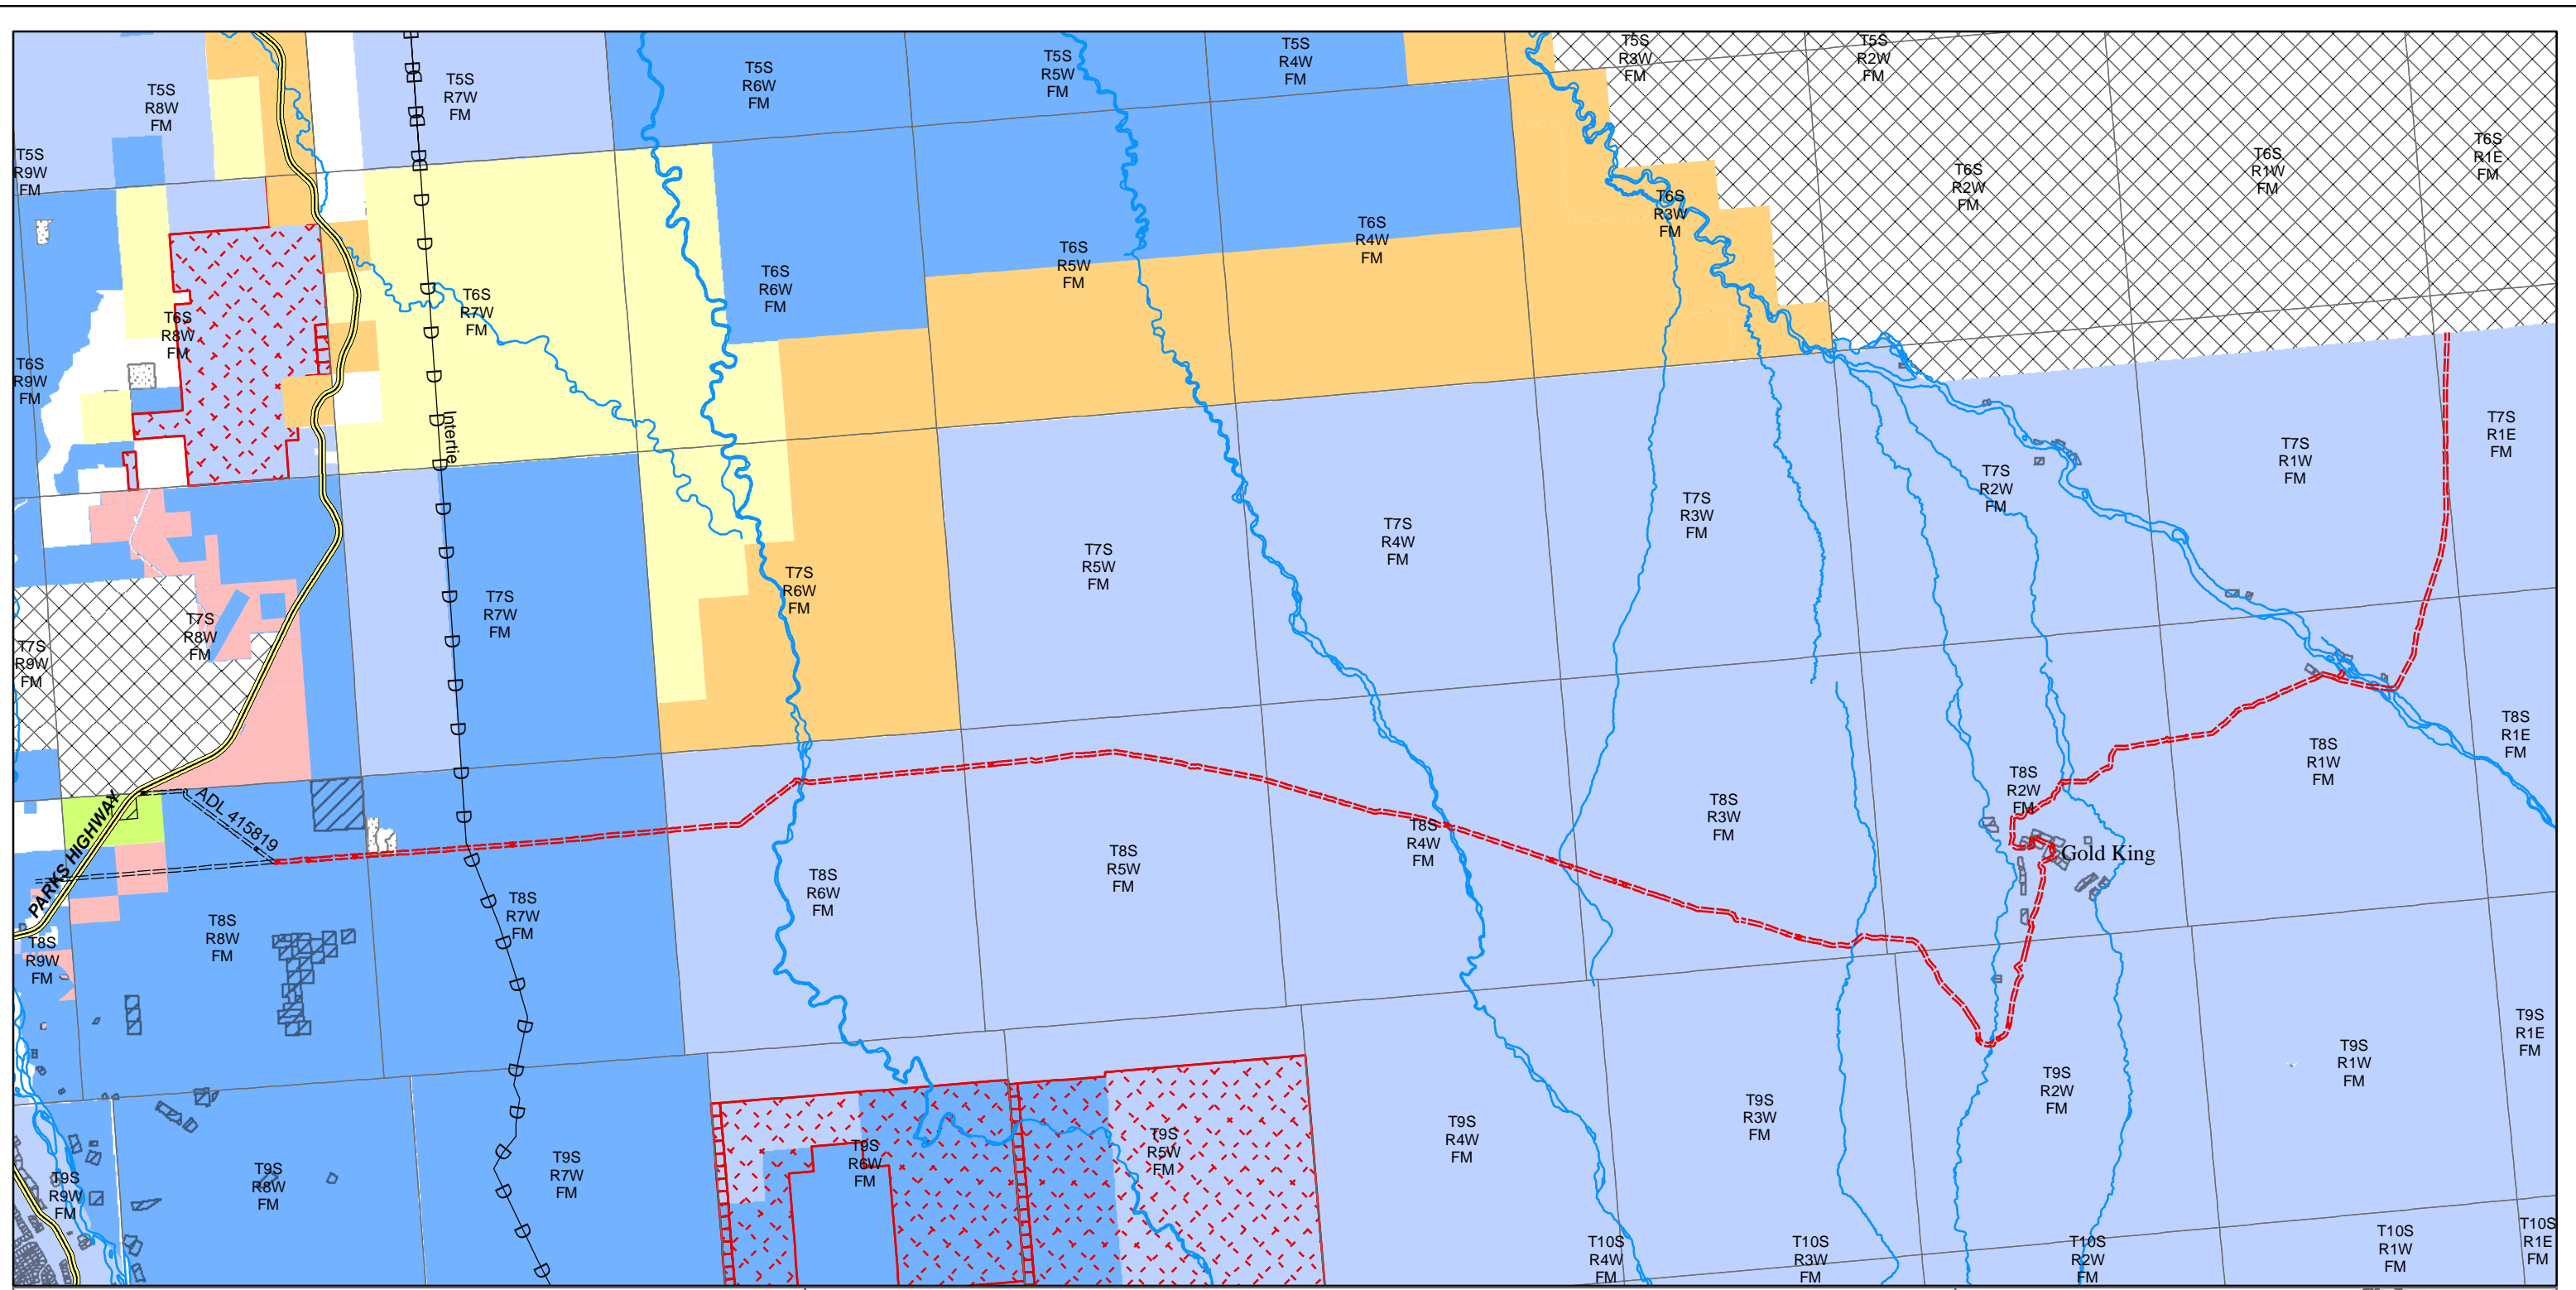 T5S
R8W
FM
T5S
R7W
FM
T5S
R6W
FM
T5S
R5W
FM
T5S
R4W
FM
T5S
R3W
FM
T5S
R2W
FM
T5S
R9W
FM
T6S
R9W
FM
T6S
R8W
FM
T6S
R7W
FM
T6S
R6W
FM
T6S
R5W
FM
T6S
R4W
FM
T6S
R3W
FM
T6S
R2W
FM
T6S
R1W
FM
T6S
R1E
FM
Intertie
T7S
R9W
FM
T7S
R8W
FM
T7S
R7W
FM
T7S
R6W
FM
T7S
R5W
FM
T7S
R4W
FM
T7S
R3W
FM
T7S
R2W
FM
T7S
R1W
FM
T7S
R1E
FM
PARKS HIGHWAY
ADL 415819
T8S
R9W
FM
T8S
R8W
FM
T8S
R7W
FM
T8S
R6W
FM
T8S
R5W
FM
T8S
R4W
FM
T8S
R3W
FM
T8S
R2W
FM
Gold King
T8S
R1W
FM
T8S
R1E
FM
T9S
R9W
FM
T9S
R8W
FM
T9S
R7W
FM
T9S
R6W
FM
T9S
R5W
FM
T9S
R4W
FM
T9S
R3W
FM
T9S
R2W
FM
T9S
R1W
FM
T9S
R1E
FM
T10S
R4W
FM
T10S
R3W
FM
T10S
R2W
FM
T10S
R1W
FM
T10S
R1E
FM